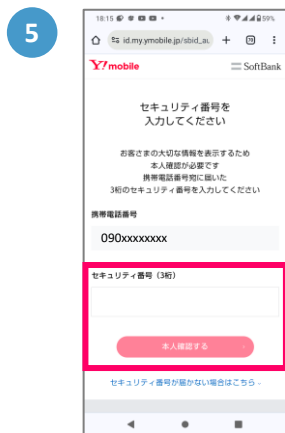 5
18:15
59%
id.my.ymobile.jp/sbid_au
Y!mobile
SoftBank
セキュリティ番号を
入力してください
お客さまの大切な情報を表示するため
本人確認が必要です
携帯電話番号宛に届いた
3桁のセキュリティ番号を入力してください
携帯電話番号
090xxxxxxxx
セキュリティ番号（3桁）
本人確認する
セキュリティ番号が届かない場合はこちら